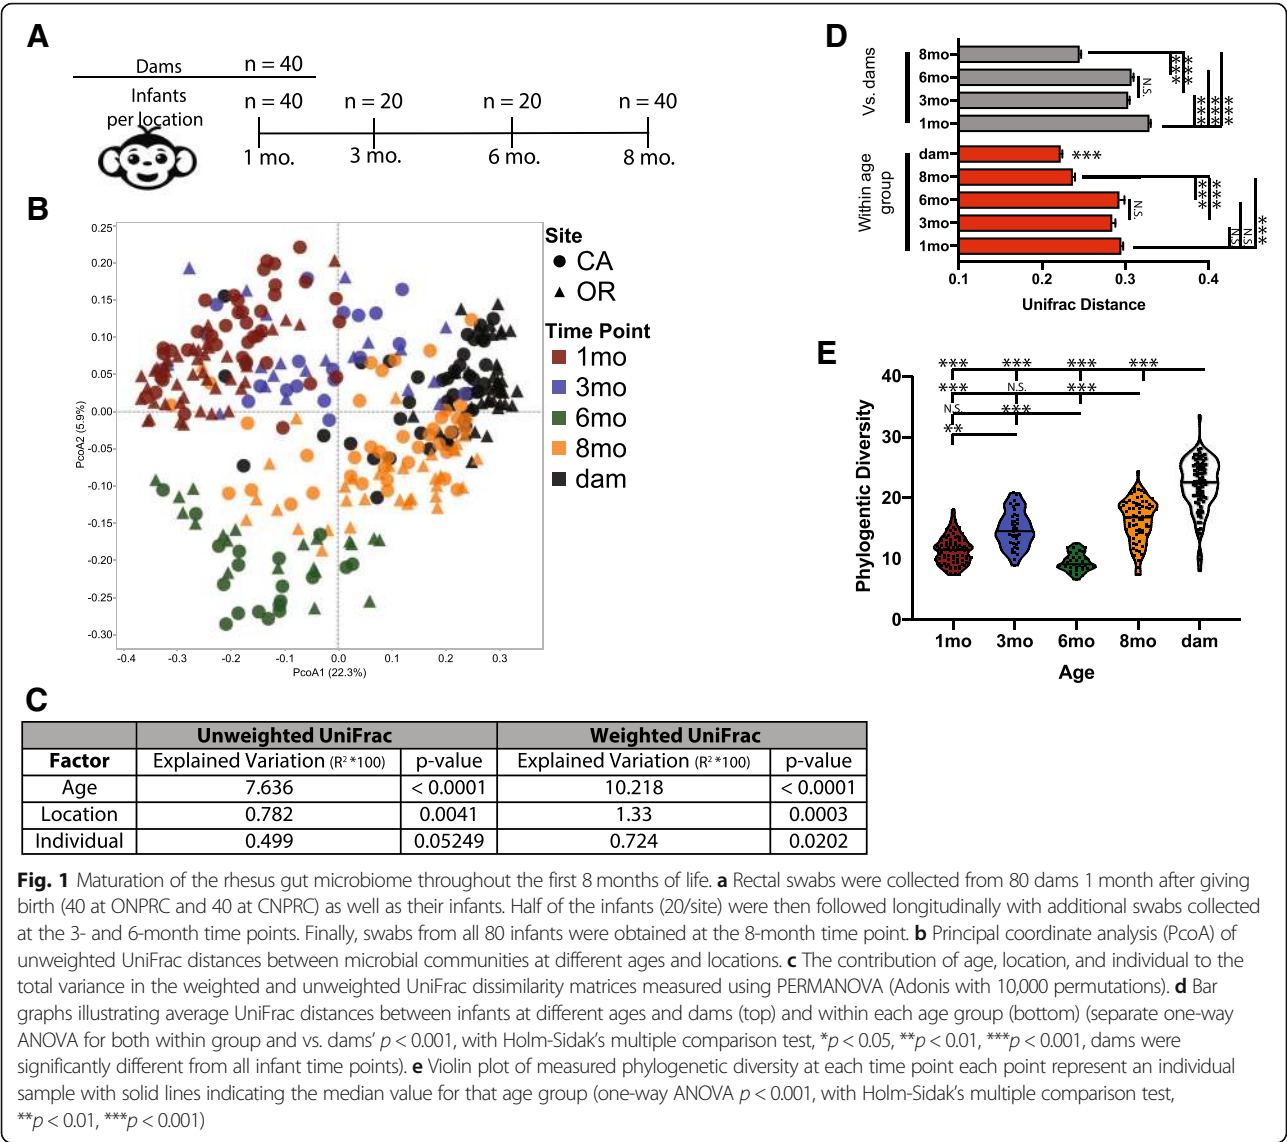 A
Dams n = 40
Infants per location
n = 40 n = 20 n = 20 n = 40
1 mo. 3 mo. 6 mo. 8 mo.
B
0.25
0.20
0.15
0.10
0.05
0.00
-0.05
-0.10
-0.15
-0.20
-0.25
-0.30
PcoA2 (5.9%)
-0.4 -0.3 -0.2 -0.1 0.0 0.1 0.2 0.3
PcoA1 (22.3%)
Site
CA
OR
Time Point
1mo
3mo
6mo
8mo
dam
C
Unweighted UniFrac Weighted UniFrac
Factor Explained Variation (R² *100) p-value Explained Variation (R² *100) p-value
Age 7.636 < 0.0001 10.218 < 0.0001
Location 0.782 0.0041 1.33 0.0003
Individual 0.499 0.05249 0.724 0.0202
D
Vs. dams
8mo
6mo
3mo
1mo
*** *** N.S. *** *** ***
Within age group
dam ***
8mo
6mo
3mo
1mo
*** *** N.S. N.S. N.S. ***
0.1 0.2 0.3 0.4
Unifrac Distance
E
*** *** *** ***
*** N.S. ***
N.S. ***
**
40
30
20
10
0
Phylogentic Diversity
1mo 3mo 6mo 8mo dam
Age
Fig. 1 Maturation of the rhesus gut microbiome throughout the first 8 months of life. a Rectal swabs were collected from 80 dams 1 month after giving
birth (40 at ONPRC and 40 at CNPRC) as well as their infants. Half of the infants (20/site) were then followed longitudinally with additional swabs collected
at the 3- and 6-month time points. Finally, swabs from all 80 infants were obtained at the 8-month time point. b Principal coordinate analysis (PcoA) of
unweighted UniFrac distances between microbial communities at different ages and locations. c The contribution of age, location, and individual to the
total variance in the weighted and unweighted UniFrac dissimilarity matrices measured using PERMANOVA (Adonis with 10,000 permutations). d Bar
graphs illustrating average UniFrac distances between infants at different ages and dams (top) and within each age group (bottom) (separate one-way
ANOVA for both within group and vs. dams' p < 0.001, with Holm-Sidak's multiple comparison test, *p < 0.05, **p < 0.01, ***p < 0.001, dams were
significantly different from all infant time points). e Violin plot of measured phylogenetic diversity at each time point each point represent an individual
sample with solid lines indicating the median value for that age group (one-way ANOVA p < 0.001, with Holm-Sidak's multiple comparison test,
**p < 0.01, ***p < 0.001)